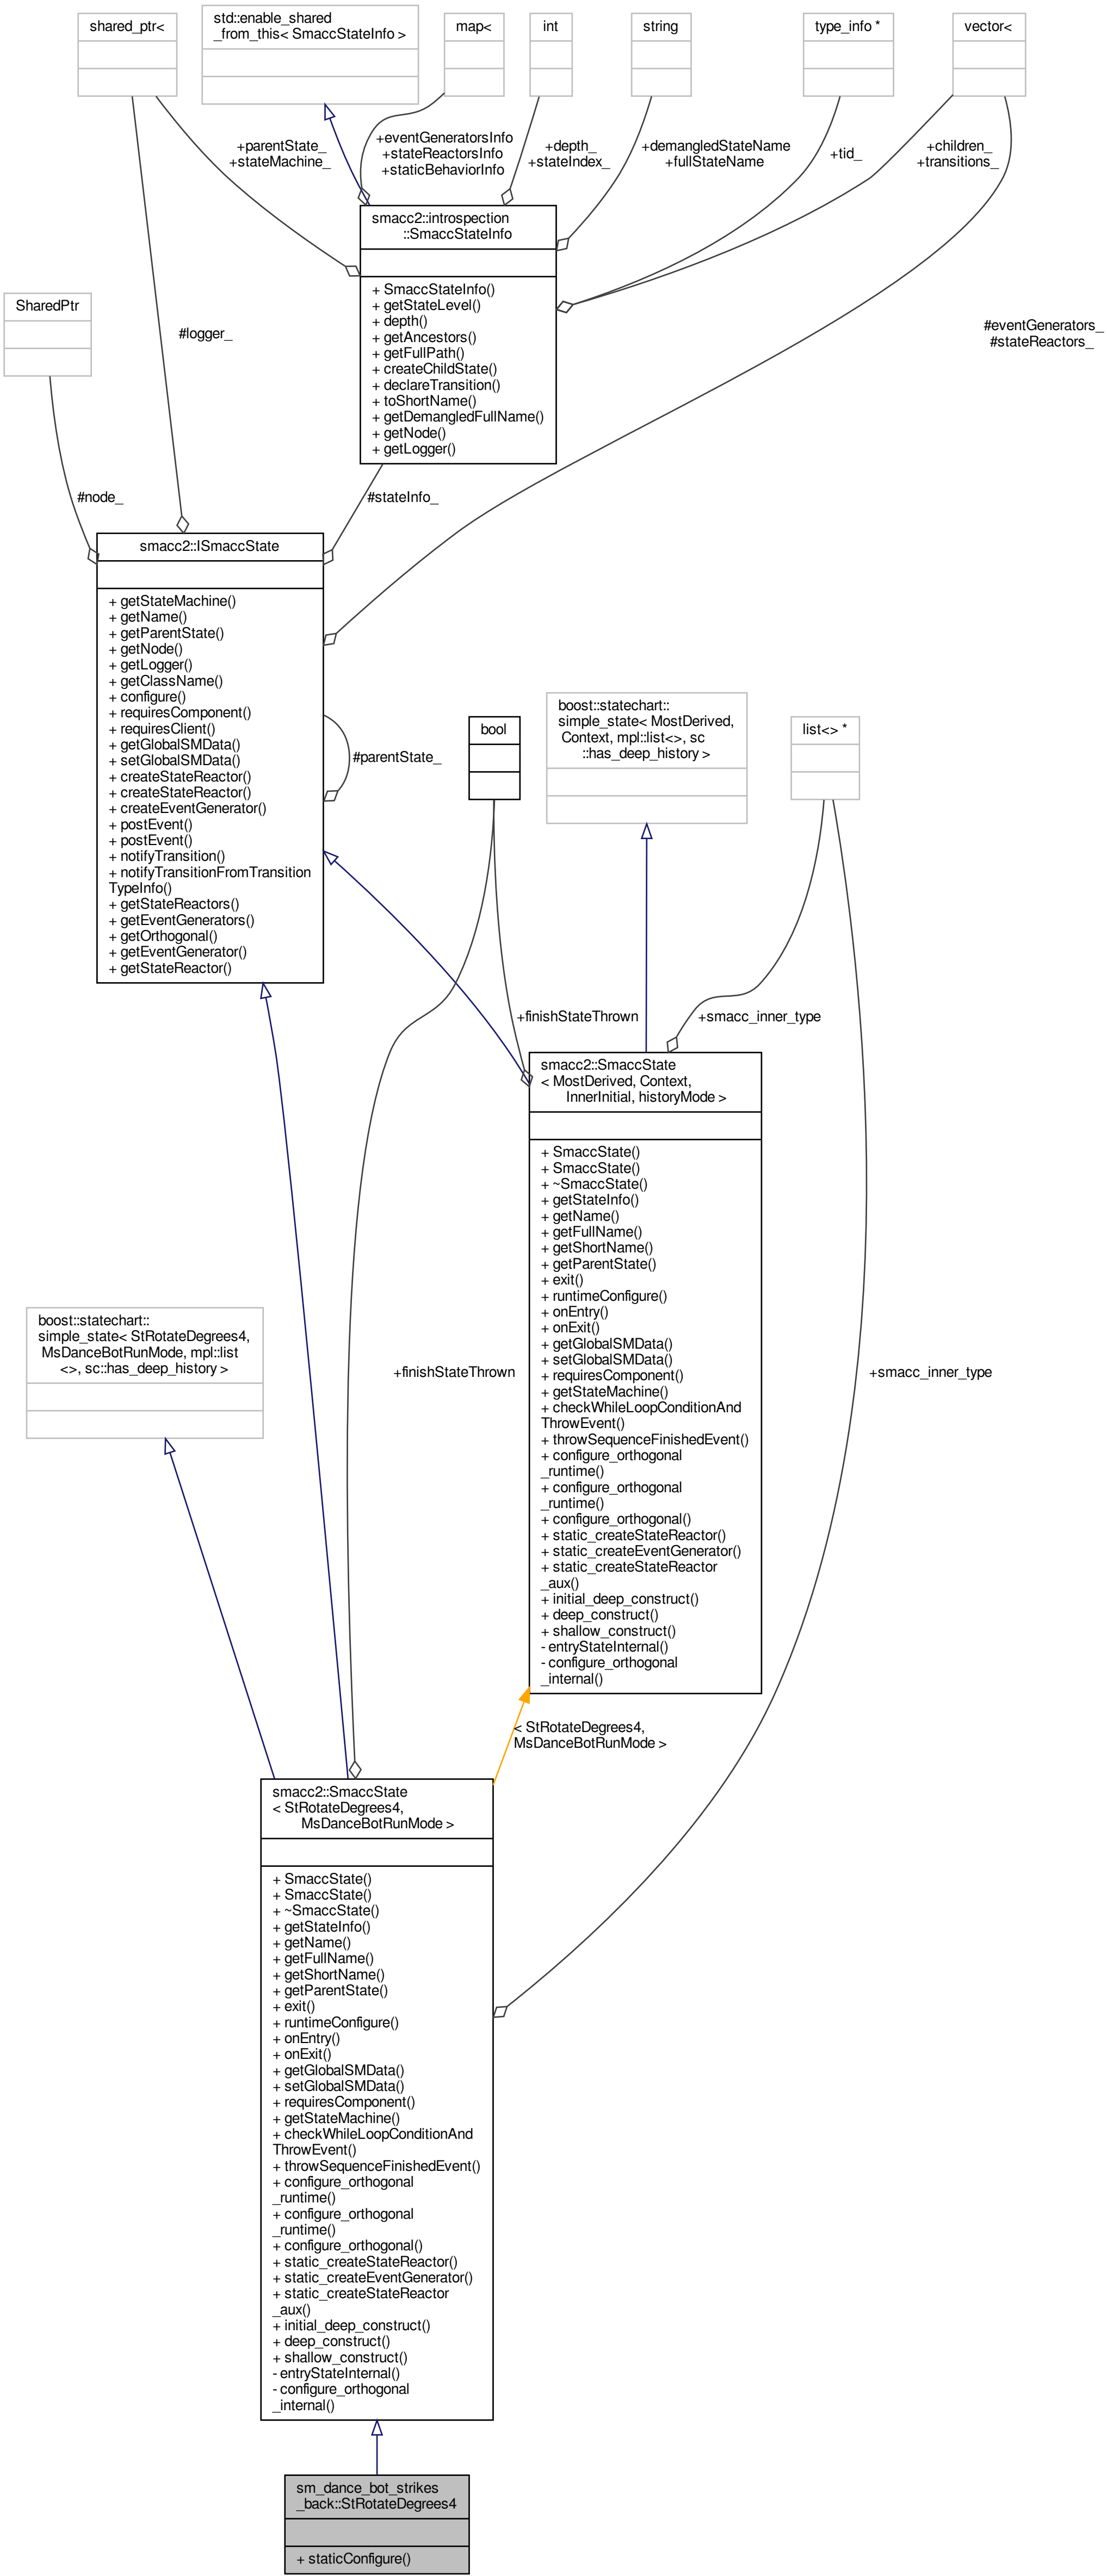 shared_ptr<
std::enable_shared
_from_this< SmaccStateInfo >
map<
int
string
type_info *
vector<
+parentState_
+stateMachine_
+eventGeneratorsInfo
+stateReactorsInfo
+staticBehaviorInfo
+depth_
+stateIndex_
+demangledStateName
+fullStateName
+tid_
+children_
+transitions_
smacc2::introspection
::SmaccStateInfo
+ SmaccStateInfo()
+ getStateLevel()
+ depth()
+ getAncestors()
+ getFullPath()
+ createChildState()
+ declareTransition()
+ toShortName()
+ getDemangledFullName()
+ getNode()
+ getLogger()
SharedPtr
#logger_
#eventGenerators_
#stateReactors_
#node_
#stateInfo_
smacc2::ISmaccState
+ getStateMachine()
+ getName()
+ getParentState()
+ getNode()
+ getLogger()
+ getClassName()
+ configure()
+ requiresComponent()
+ requiresClient()
+ getGlobalSMData()
+ setGlobalSMData()
+ createStateReactor()
+ createStateReactor()
+ createEventGenerator()
+ postEvent()
+ postEvent()
+ notifyTransition()
+ notifyTransitionFromTransition
TypeInfo()
+ getStateReactors()
+ getEventGenerators()
+ getOrthogonal()
+ getEventGenerator()
+ getStateReactor()
#parentState_
bool
boost::statechart::
simple_state< MostDerived,
Context, mpl::list<>, sc
::has_deep_history >
list<> *
+finishStateThrown
+smacc_inner_type
smacc2::SmaccState
< MostDerived, Context,
InnerInitial, historyMode >
+ SmaccState()
+ SmaccState()
+ ~SmaccState()
+ getStateInfo()
+ getName()
+ getFullName()
+ getShortName()
+ getParentState()
+ exit()
+ runtimeConfigure()
+ onEntry()
+ onExit()
+ getGlobalSMData()
+ setGlobalSMData()
+ requiresComponent()
+ getStateMachine()
+ checkWhileLoopConditionAnd
ThrowEvent()
+ throwSequenceFinishedEvent()
+ configure_orthogonal
_runtime()
+ configure_orthogonal
_runtime()
+ configure_orthogonal()
+ static_createStateReactor()
+ static_createEventGenerator()
+ static_createStateReactor
_aux()
+ initial_deep_construct()
+ deep_construct()
+ shallow_construct()
- entryStateInternal()
- configure_orthogonal
_internal()
boost::statechart::
simple_state< StRotateDegrees4,
MsDanceBotRunMode, mpl::list
<>, sc::has_deep_history >
+finishStateThrown
+smacc_inner_type
< StRotateDegrees4,
MsDanceBotRunMode >
smacc2::SmaccState
< StRotateDegrees4,
MsDanceBotRunMode >
+ SmaccState()
+ SmaccState()
+ ~SmaccState()
+ getStateInfo()
+ getName()
+ getFullName()
+ getShortName()
+ getParentState()
+ exit()
+ runtimeConfigure()
+ onEntry()
+ onExit()
+ getGlobalSMData()
+ setGlobalSMData()
+ requiresComponent()
+ getStateMachine()
+ checkWhileLoopConditionAnd
ThrowEvent()
+ throwSequenceFinishedEvent()
+ configure_orthogonal
_runtime()
+ configure_orthogonal
_runtime()
+ configure_orthogonal()
+ static_createStateReactor()
+ static_createEventGenerator()
+ static_createStateReactor
_aux()
+ initial_deep_construct()
+ deep_construct()
+ shallow_construct()
- entryStateInternal()
- configure_orthogonal
_internal()
sm_dance_bot_strikes
_back::StRotateDegrees4
+ staticConfigure()